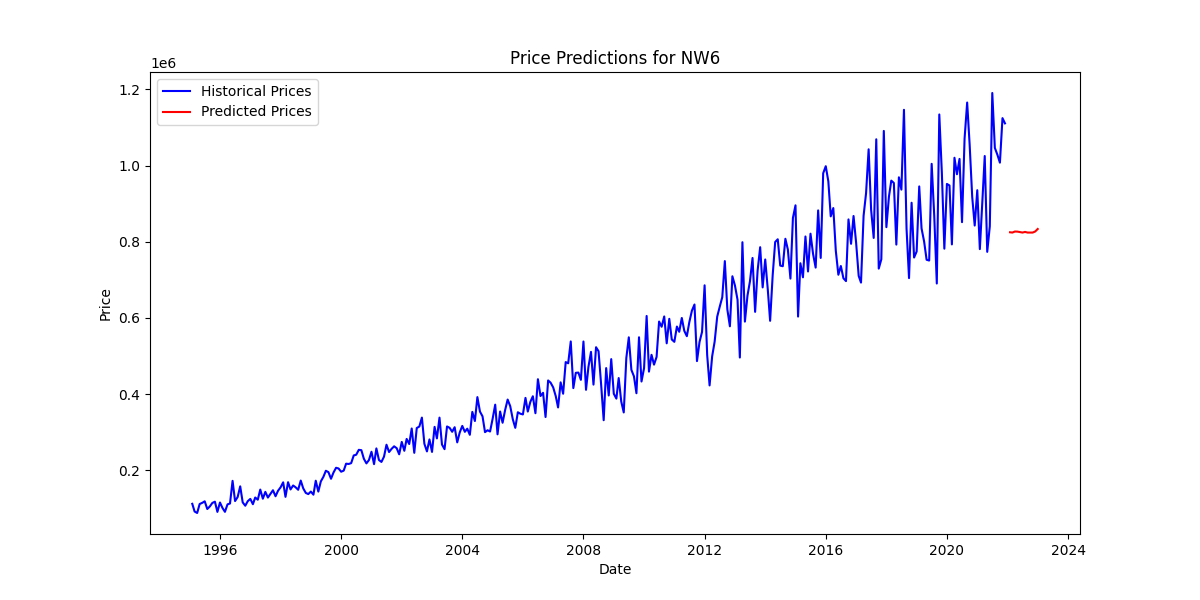 Price Predictions for NW6
1e6
Historical Prices
Predicted Prices
1.2
1.0
0.8
0.6
0.4
0.2
Price
1996 2000 2004 2008 2012 2016 2020 2024
Date